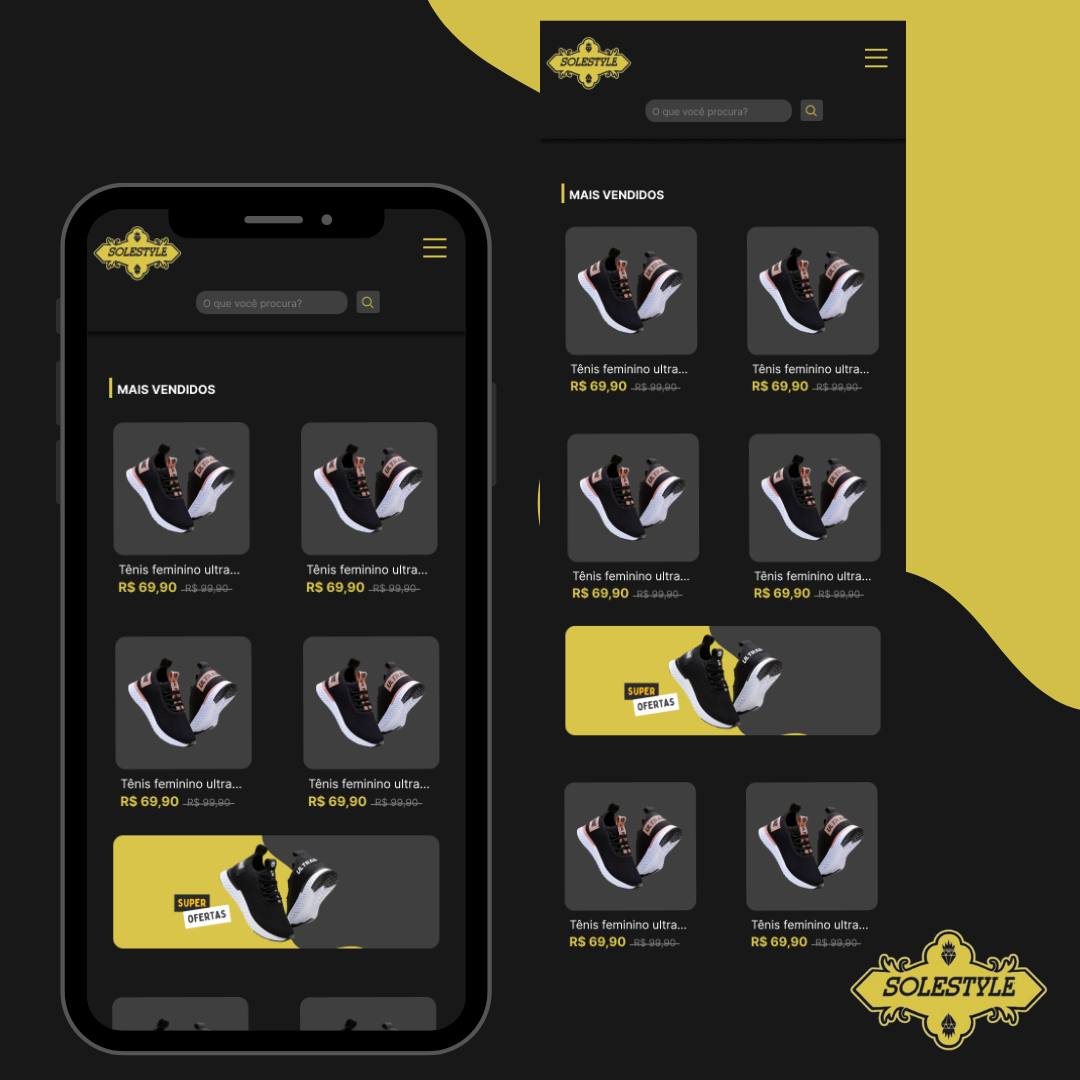 SOLESTYLE
O que você procura?
MAIS VENDIDOS
Tênis feminino ultra...
R$ 69,90 R$ 99,90
Tênis feminino ultra...
R$ 69,90 R$ 99,90
Tênis feminino ultra...
R$ 69,90 R$ 99,90
Tênis feminino ultra...
R$ 69,90 R$ 99,90
SUPER
OFERTAS
SOLESTYLE
O que você procura?
MAIS VENDIDOS
Tênis feminino ultra...
R$ 69,90 R$ 99,90
Tênis feminino ultra...
R$ 69,90 R$ 99,90
Tênis feminino ultra...
R$ 69,90 R$ 99,90
Tênis feminino ultra...
R$ 69,90 R$ 99,90
SUPER
OFERTAS
Tênis feminino ultra...
R$ 69,90 R$ 99,90
Tênis feminino ultra...
R$ 69,90 R$ 99,90
SOLESTYLE